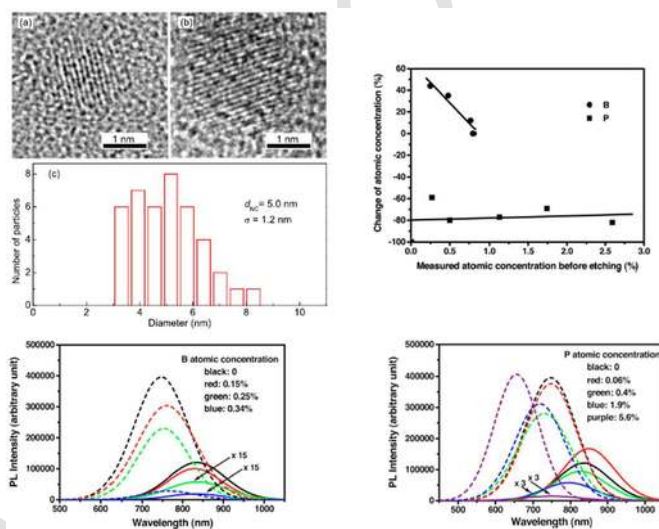 (a)
1 nm
(b)
1 nm
(c)
d_NC = 5.0 nm
σ = 1.2 nm
Number of particles
8
6
4
2
0
0 2 4 6 8 10
Diameter (nm)
B
P
Change of atomic concentration (%)
60
40
20
0
-20
-40
-60
-80
-100
0.0 0.5 1.0 1.5 2.0 2.5 3.0
Measured atomic concentration before etching (%)
B atomic concentration
black: 0
red: 0.15%
green: 0.25%
blue: 0.34%
x 15
x 15
PL Intensity (arbitrary unit)
500000
400000
300000
200000
100000
0
500 600 700 800 900 1000
Wavelength (nm)
P atomic concentration
black: 0
red: 0.06%
green: 0.4%
blue: 1.9%
purple: 5.6%
x 3
x 3
PL Intensity (arbitrary unit)
500000
400000
300000
200000
100000
0
500 600 700 800 900 1000
Wavelength (nm)